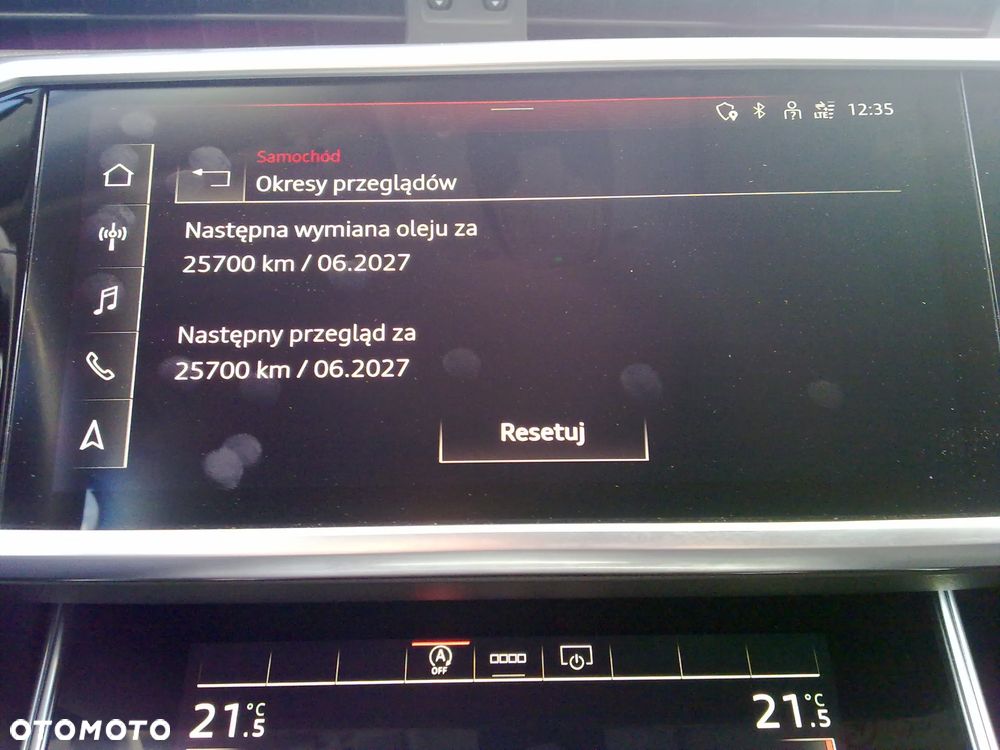 LTE
12:35
Samochód
Okresy przeglądów
Następna wymiana oleju za
25700 km / 06.2027
Następny przegląd za
25700 km / 06.2027
Resetuj
A
OFF
21.5 °C
21.5 °C
OTOMOTO